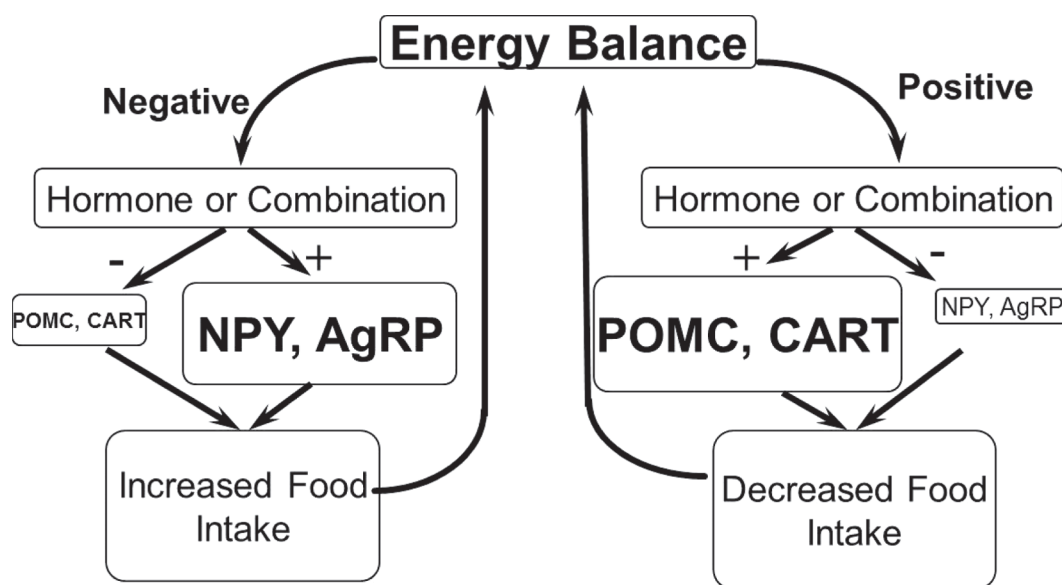 Energy Balance
Negative
Positive
Hormone or Combination
Hormone or Combination
-
+
+
-
POMC, CART
NPY, AgRP
POMC, CART
NPY, AgRP
Increased Food
Intake
Decreased Food
Intake